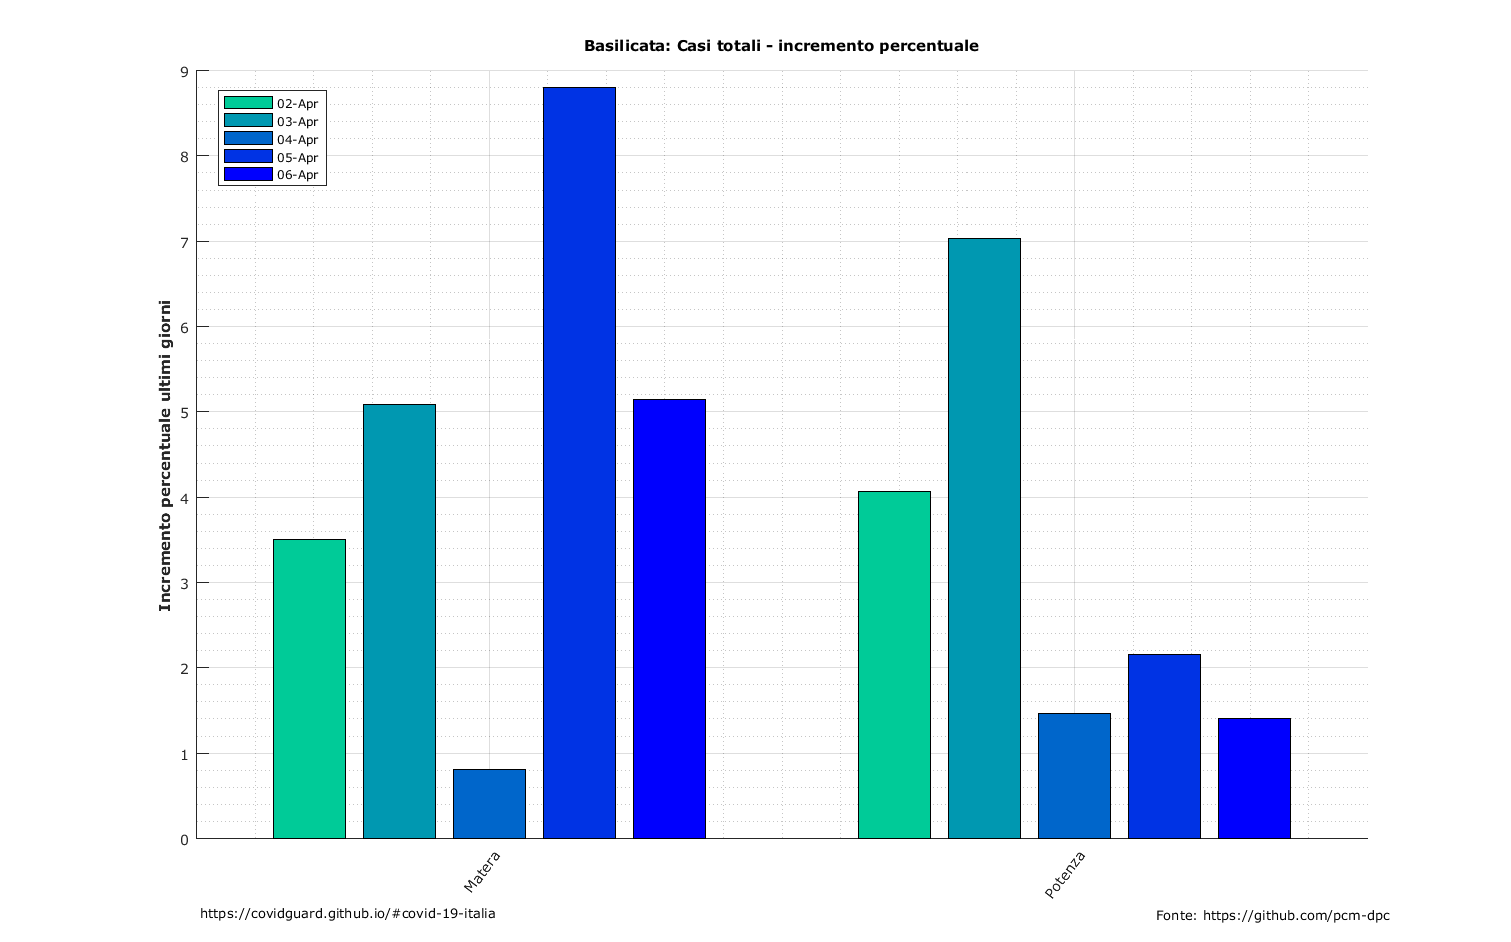 Basilicata: Casi totali - incremento percentuale
Incremento percentuale ultimi giorni
9
8
7
6
5
4
3
2
1
0
02-Apr
03-Apr
04-Apr
05-Apr
06-Apr
Matera
Potenza
https://covidguard.github.io/#covid-19-italia
Fonte: https://github.com/pcm-dpc